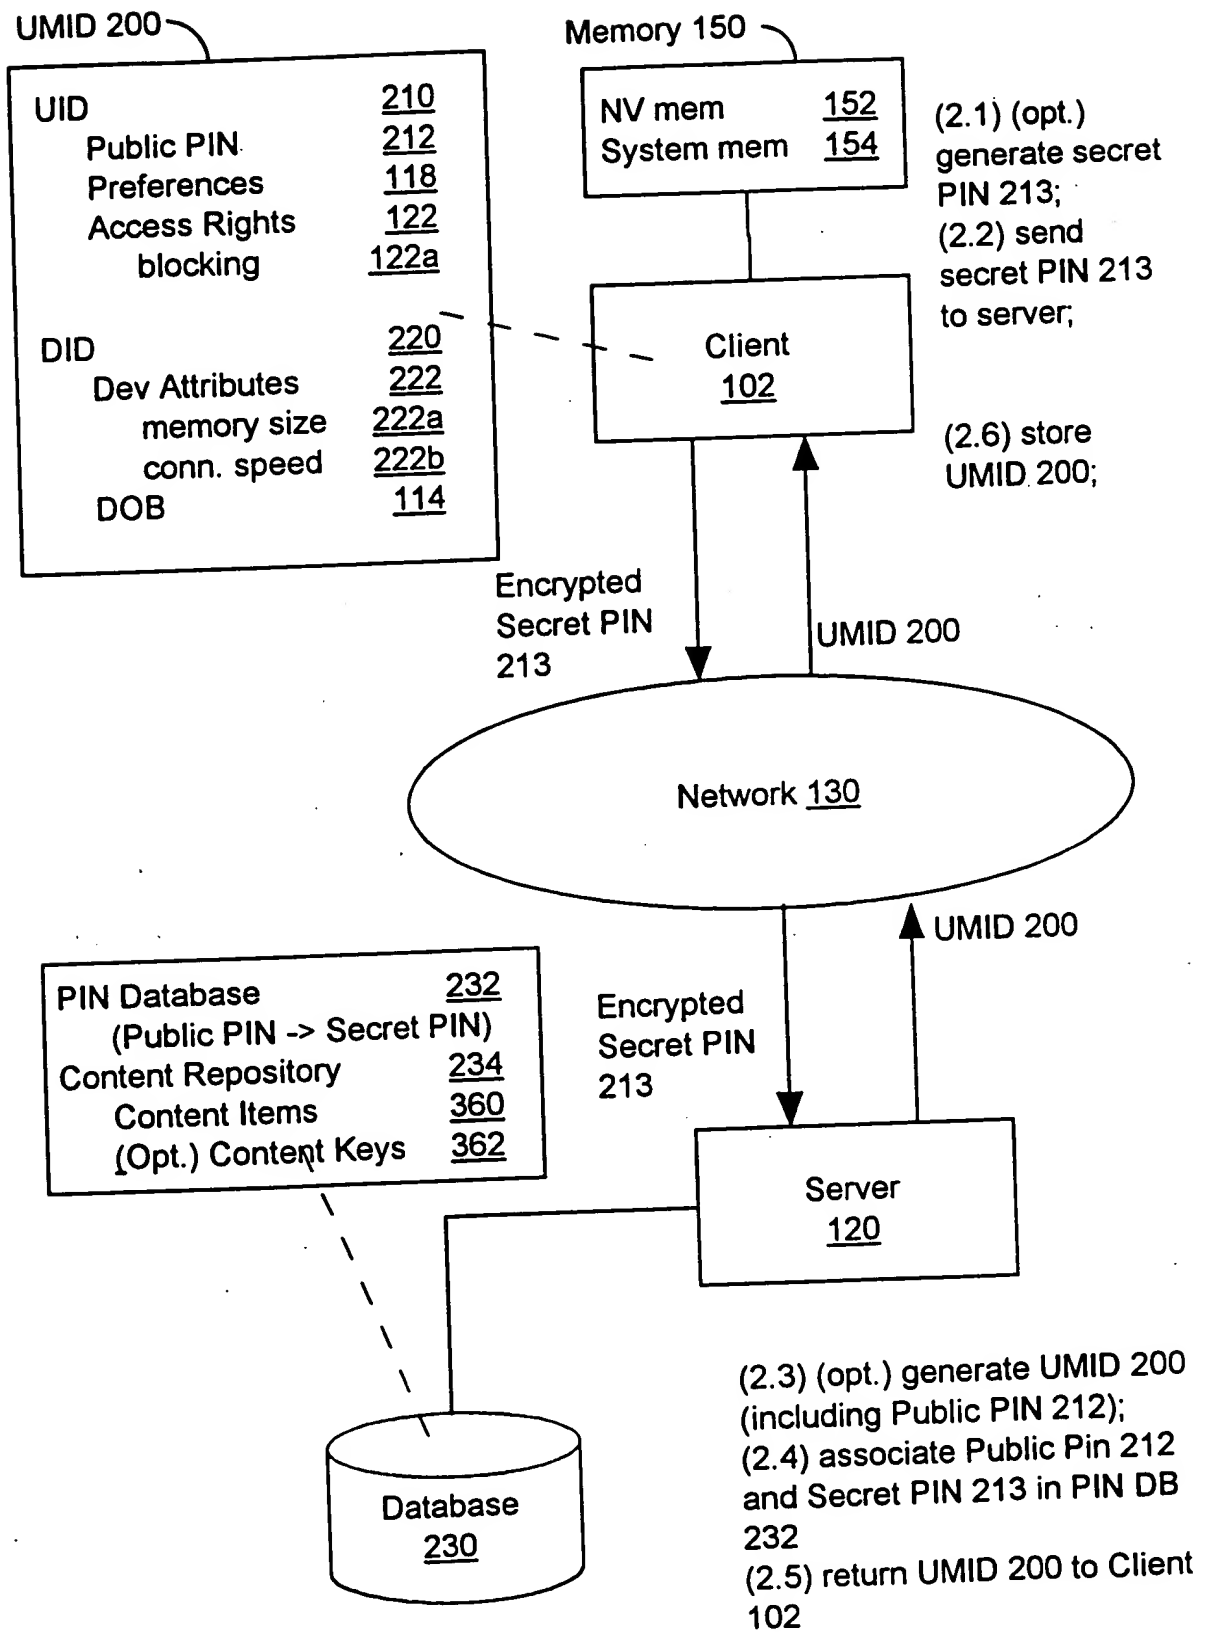 UMID 200
UID 210
Public PIN 212
Preferences 118
Access Rights 122
blocking 122a
DID 220
Dev Attributes 222
memory size 222a
conn. speed 222b
DOB 114
Memory 150
NV mem 152
System mem 154
(2.1) (opt.)
generate secret
PIN 213;
(2.2) send
secret PIN 213
to server;
Client
102
(2.6) store
UMID 200;
Encrypted
Secret PIN
213
UMID 200
Network 130
UMID 200
Encrypted
Secret PIN
213
PIN Database 232
(Public PIN -> Secret PIN)
Content Repository 234
Content Items 360
(Opt.) Content Keys 362
Server
120
Database
230
(2.3) (opt.) generate UMID 200
(including Public PIN 212);
(2.4) associate Public Pin 212
and Secret PIN 213 in PIN DB
232
(2.5) return UMID 200 to Client
102